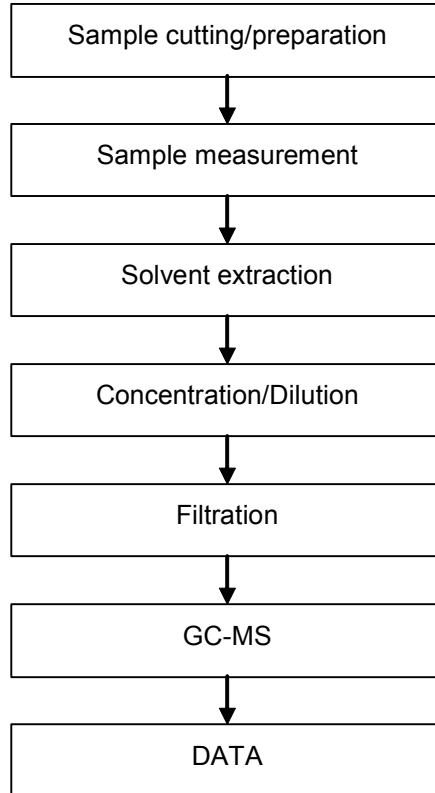 Sample cutting/preparation
Sample measurement
Solvent extraction
Concentration/Dilution
Filtration
GC-MS
DATA